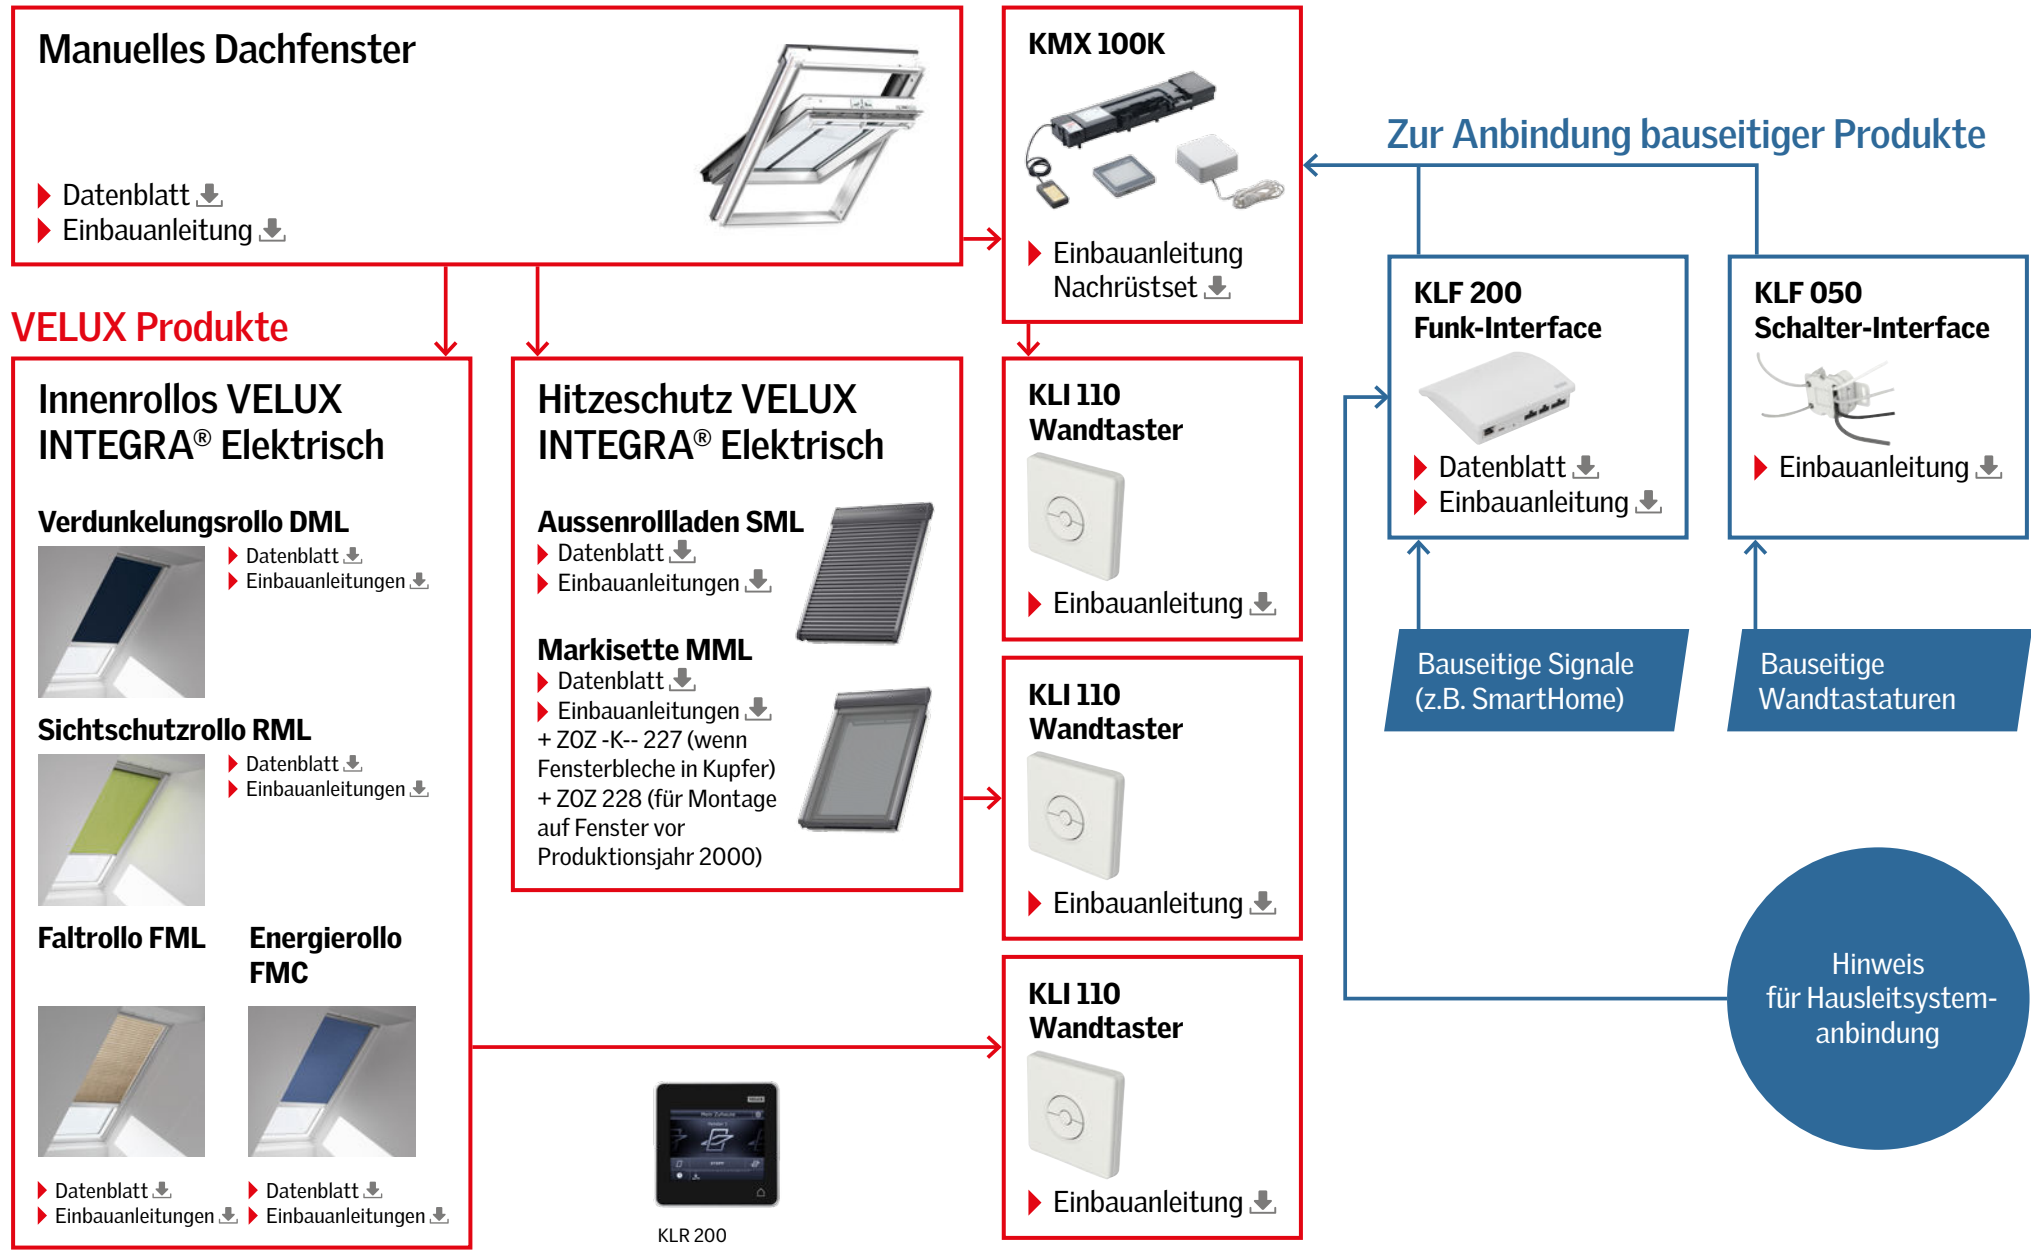 Manuelles Dachfenster
Datenblatt
Einbauanleitung
KMX 100K
Einbauanleitung
Nachrüstset
Zur Anbindung bauseitiger Produkte
KLF 200
Funk-Interface
Datenblatt
Einbauanleitung
KLF 050
Schalter-Interface
Einbauanleitung
VELUX Produkte
Innenrollos VELUX
INTEGRA® Elektrisch
Verdunkelungsrollo DML
Datenblatt
Einbauanleitungen
Sichtschutzrollo RML
Datenblatt
Einbauanleitungen
Faltrollo FML
Datenblatt
Einbauanleitungen
Energierollo
FMC
Datenblatt
Einbauanleitungen
Hitzeschutz VELUX
INTEGRA® Elektrisch
Aussenrollladen SML
Datenblatt
Einbauanleitungen
Markisette MML
Datenblatt
Einbauanleitungen
+ ZOZ -K-- 227 (wenn
Fensterbleche in Kupfer)
+ ZOZ 228 (für Montage
auf Fenster vor
Produktionsjahr 2000)
KLI 110
Wandtaster
Einbauanleitung
KLI 110
Wandtaster
Einbauanleitung
KLI 110
Wandtaster
Einbauanleitung
Bauseitige Signale
(z.B. SmartHome)
Bauseitige
Wandtastaturen
Hinweis
für Hausleitsystem-
anbindung
VELUX
Mein Zuhause
KLR 200